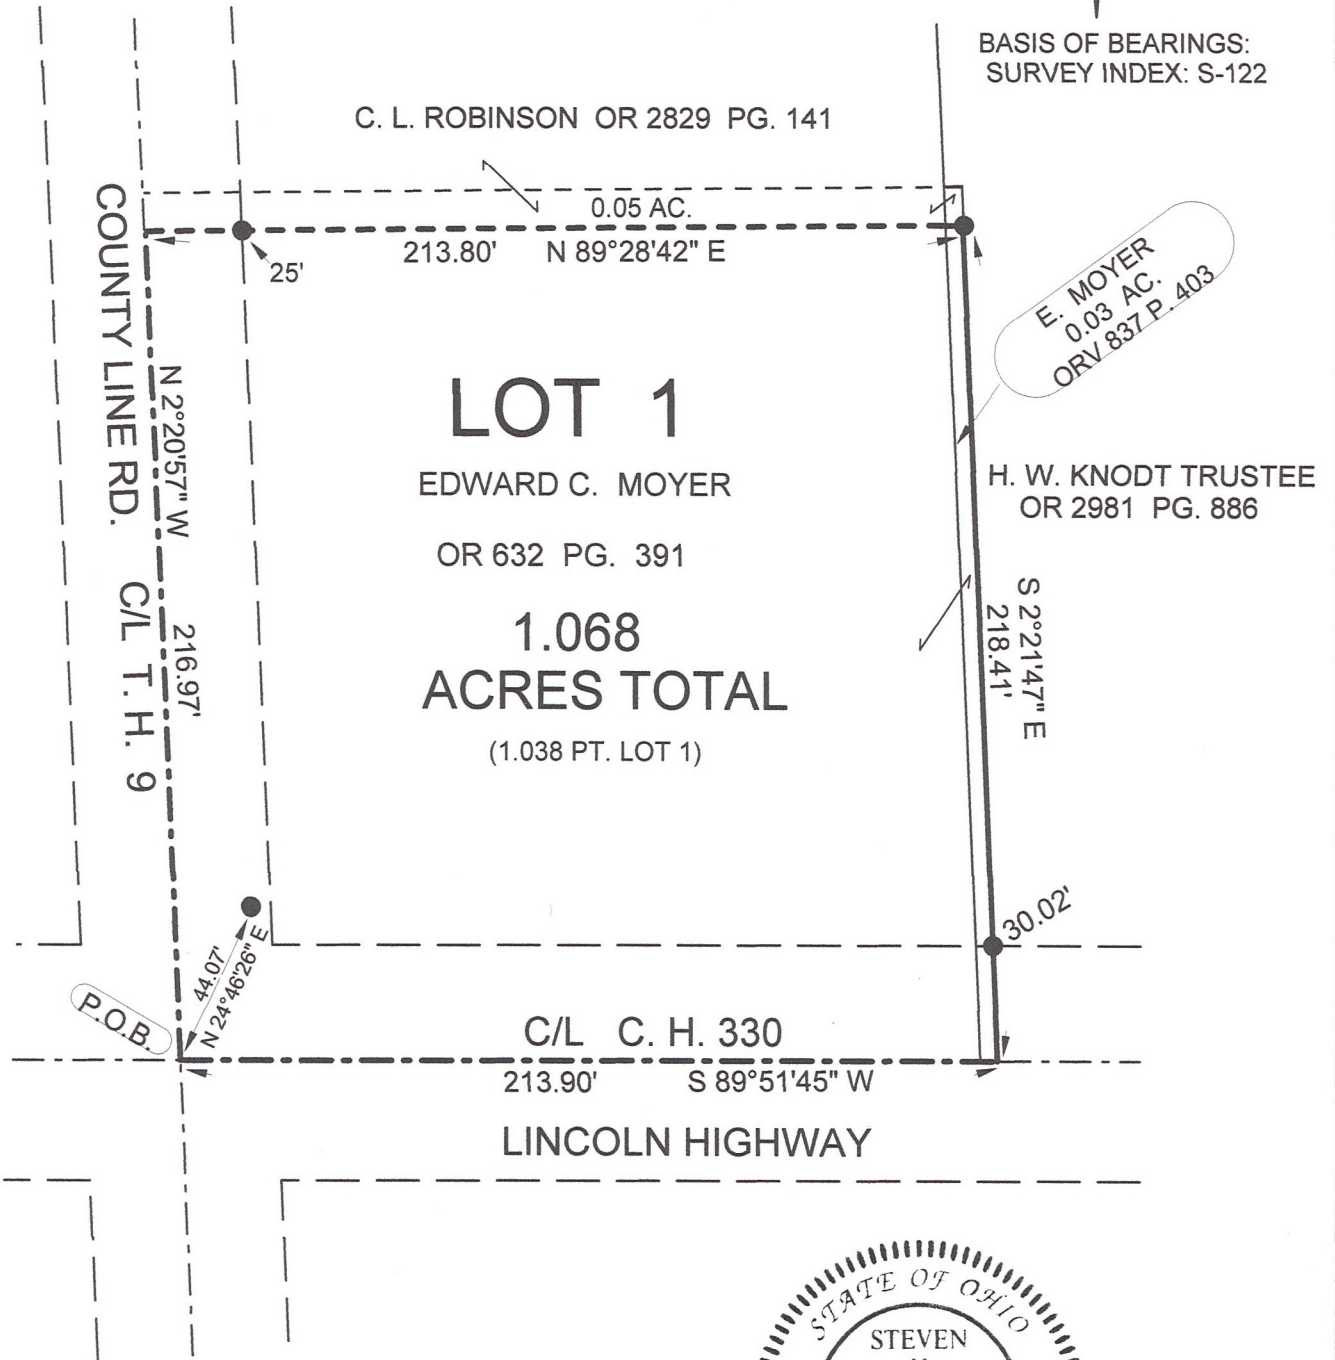 BASIS OF BEARINGS:
SURVEY INDEX: S-122
C. L. ROBINSON OR 2829 PG. 141
0.05 AC.
213.80' N 89°28'42" E
25'
E. MOYER
0.03 AC.
ORV 837 P. 403
COUNTY LINE RD. C/L T. H. 9
N 2°20'57" W 216.97'
LOT 1
EDWARD C. MOYER
OR 632 PG. 391
1.068
ACRES TOTAL
(1.038 PT. LOT 1)
H. W. KNODT TRUSTEE
OR 2981 PG. 886
S 2°21'47" E
218.41'
30.02'
44.07'
N 24°46'26" E
P.O.B.
C/L C. H. 330
213.90' S 89°51'45" W
LINCOLN HIGHWAY
STATE OF OHIO
STEVEN